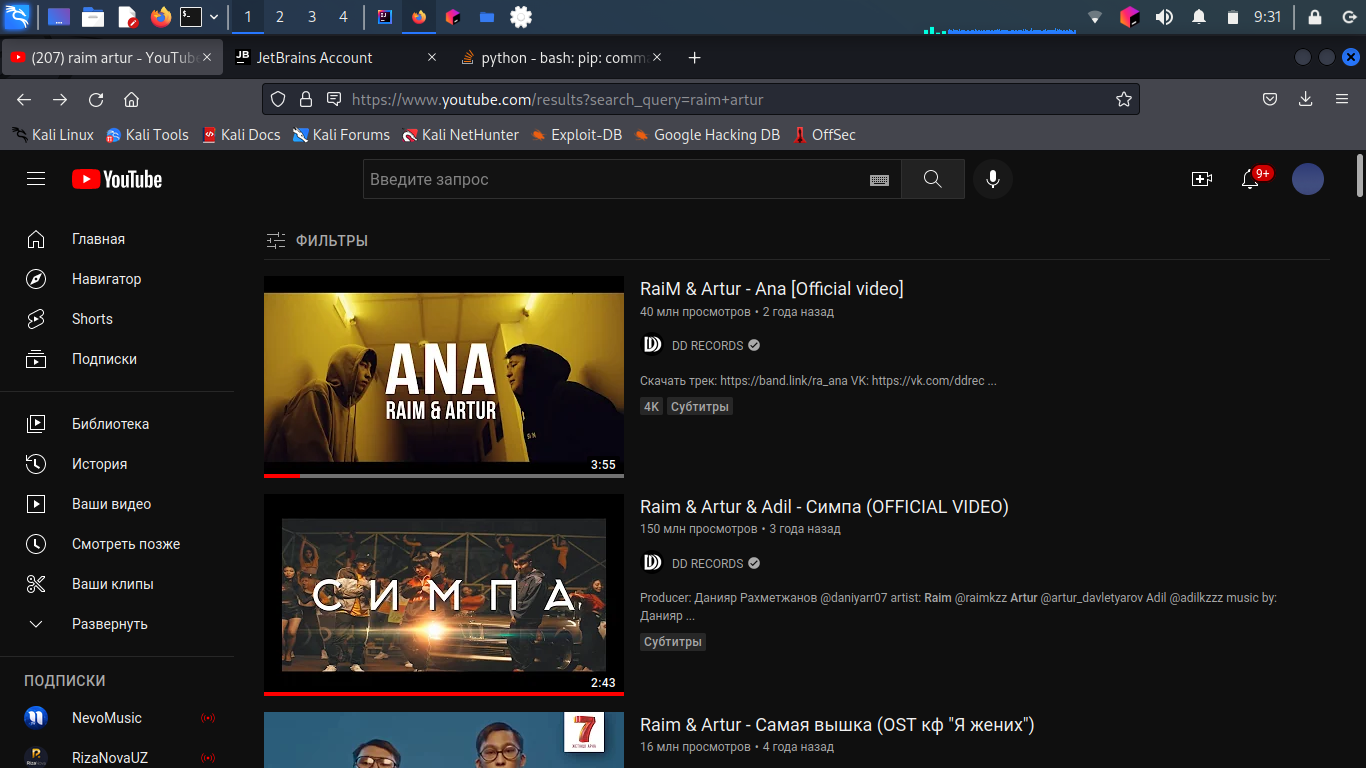 1 2 3 4 9:31
(207) raim artur - YouTube
JB JetBrains Account
python - bash: pip: comm
https://www.youtube.com/results?search_query=raim+artur
Kali Linux Kali Tools Kali Docs Kali Forums Kali NetHunter Exploit-DB Google Hacking DB OffSec
YouTube
Введите запрос
9+
Главная
Навигатор
Shorts
Подписки
Библиотека
История
Ваши видео
Смотреть позже
Ваши клипы
Развернуть
ПОДПИСКИ
NevoMusic
RizaNovaUZ
ФИЛЬТРЫ
ANA
RAIM & ARTUR
3:55
RaiM & Artur - Ana [Official video]
40 млн просмотров • 2 года назад
DD RECORDS
Скачать трек: https://band.link/ra_ana VK: https://vk.com/ddrec ...
4K Субтитры
СИМПА
2:43
Raim & Artur & Adil - Симпа (OFFICIAL VIDEO)
150 млн просмотров • 3 года назад
DD RECORDS
Producer: Данияр Рахметжанов @daniyarr07 artist: Raim @raimkzz Artur @artur_davletyarov Adil @adilkzzz music by:
Данияр ...
Субтитры
7
Raim & Artur - Самая вышка (OST кф "Я жених")
16 млн просмотров • 4 года назад